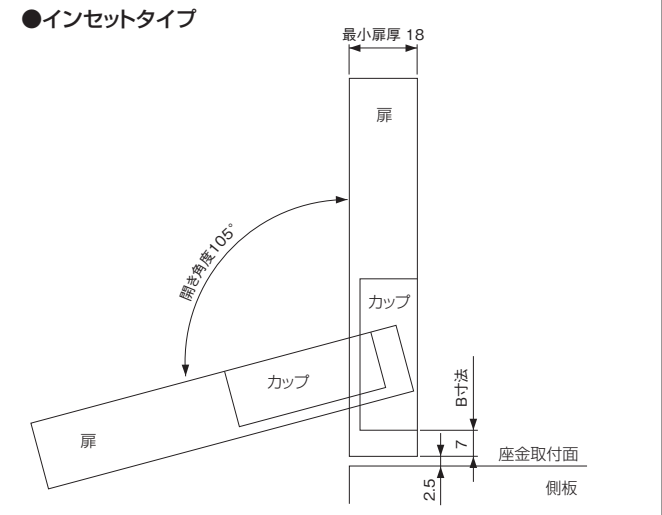 ●インセットタイプ
最小扉厚 18
扉
開き角度105°
カップ
カップ
扉
B寸法
7
2.5
座金取付面
側板